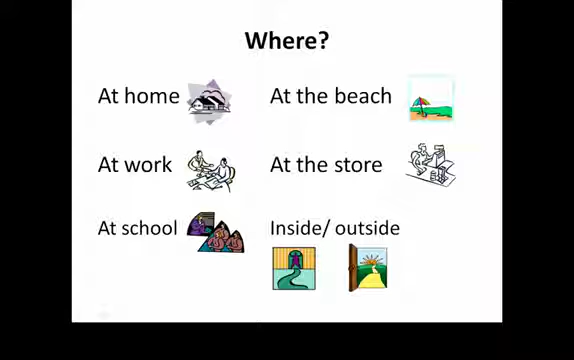 Where?
At home
At the beach
At work
At the store
At school
Inside/ outside